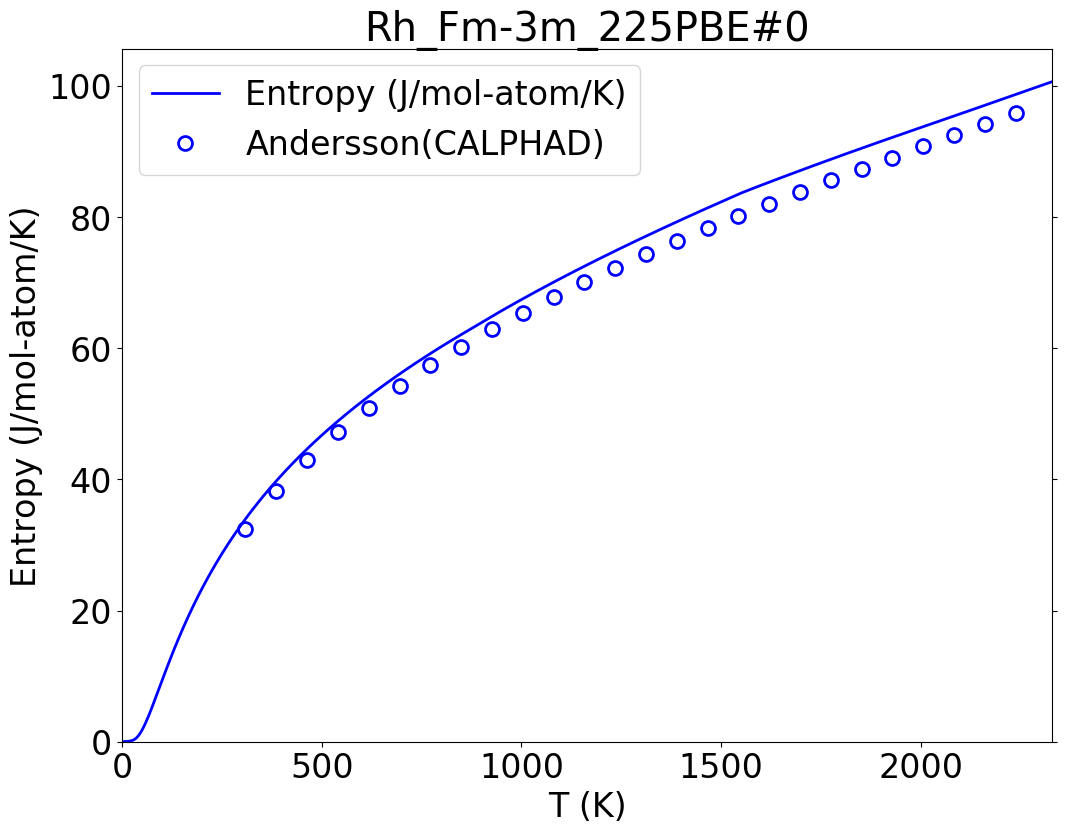 Rh_Fm-3m_225PBE#0
Entropy (J/mol-atom/K)
Andersson(CALPHAD)
Entropy (J/mol-atom/K)
100
80
60
40
20
0
0 500 1000 1500 2000
T (K)